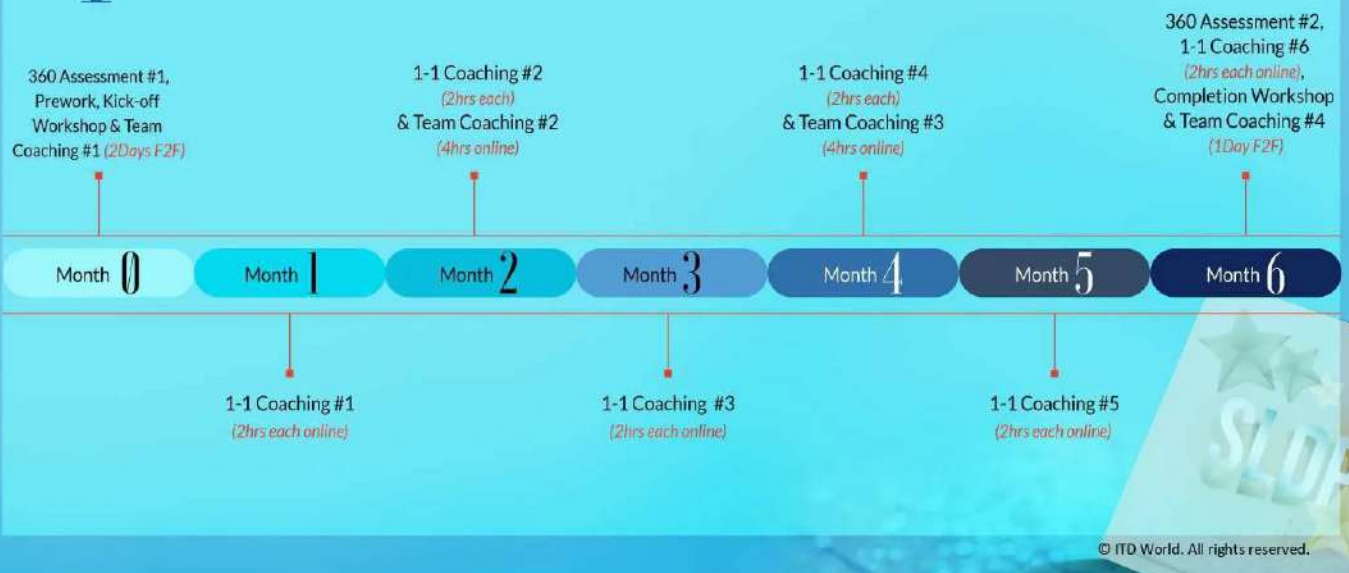 360 Assessment #1,
Prework, Kick-off
Workshop & Team
Coaching #1 (2Days F2F)
1-1 Coaching #2
(2hrs each)
& Team Coaching #2
(4hrs online)
1-1 Coaching #4
(2hrs each)
& Team Coaching #3
(4hrs online)
360 Assessment #2,
1-1 Coaching #6
(2hrs each online),
Completion Workshop
& Team Coaching #4
(1Day F2F)
Month 0
Month 1
Month 2
Month 3
Month 4
Month 5
Month 6
1-1 Coaching #1
(2hrs each online)
1-1 Coaching #3
(2hrs each online)
1-1 Coaching #5
(2hrs each online)
SLDP
© ITD World. All rights reserved.